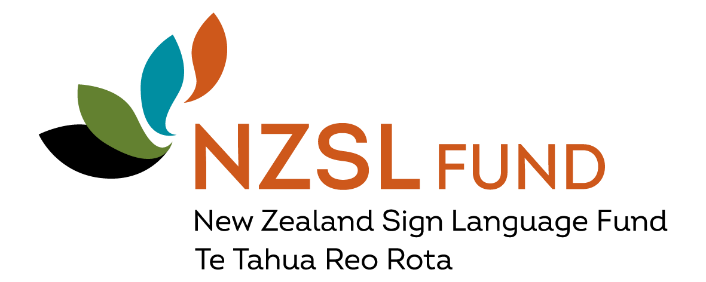 NZSL FUND
New Zealand Sign Language Fund
Te Tahua Reo Rota